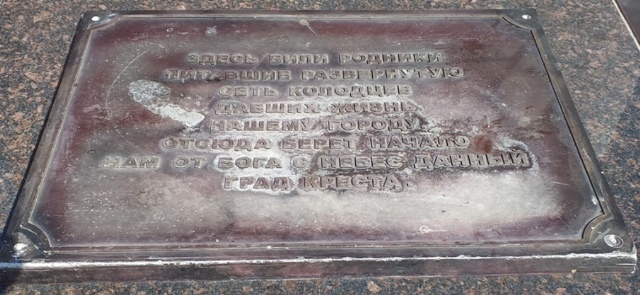 ЗДЕСЬ БИЛИ РОДНИКИ
ПИТАВШИЕ РАЗВЕРНУТУЮ
СЕТЬ КОЛОДЦЕВ
ДАВШИХ ЖИЗНЬ
НАШЕМУ ГОРОДУ
ОТСЮДА БЕРЕТ НАЧАЛО
НАМ ОТ БОГА С НЕБЕС ДАННЫЙ
ГРАД КРЕСТА